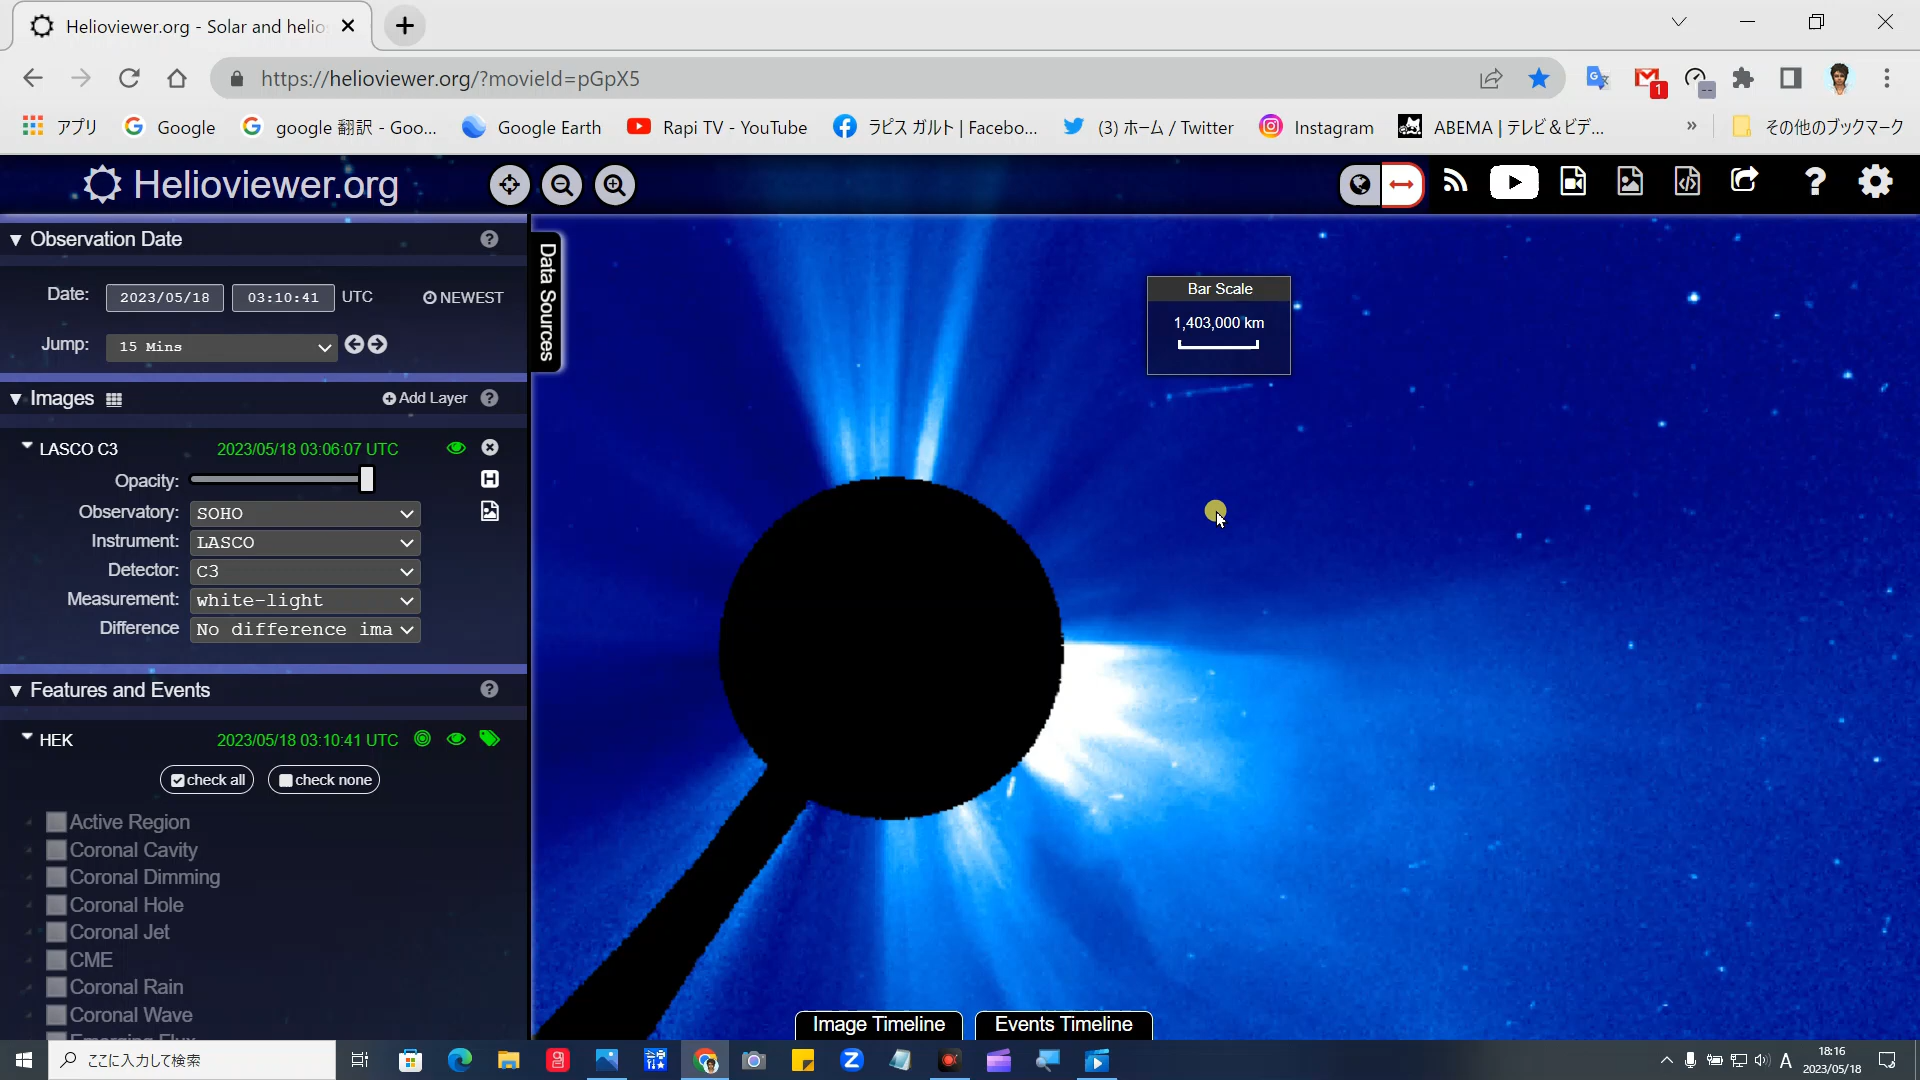 Helioviewer.org - Solar and helio
https://helioviewer.org/?movieId=pGpX5
1
アプリ
Google
google 翻訳 - Goo...
Google Earth
Rapi TV - YouTube
ラピス ガルト | Facebo...
(3) ホーム / Twitter
Instagram
ABEMA | テレビ＆ビデ...
»
その他のブックマーク
Helioviewer.org
Observation Date
Date:
2023/05/18
03:10:41
UTC
NEWEST
Jump:
15 Mins
Images
Add Layer
LASCO C3
2023/05/18 03:06:07 UTC
Opacity:
Observatory:
SOHO
Instrument:
LASCO
Detector:
C3
Measurement:
white-light
Difference
No difference ima
Features and Events
HEK
2023/05/18 03:10:41 UTC
check all
check none
Active Region
Coronal Cavity
Coronal Dimming
Coronal Hole
Coronal Jet
CME
Coronal Rain
Coronal Wave
Emerging Flux
Data Sources
Bar Scale
1,403,000 km
Image Timeline
Events Timeline
ここに入力して検索
A
18:16
2023/05/18